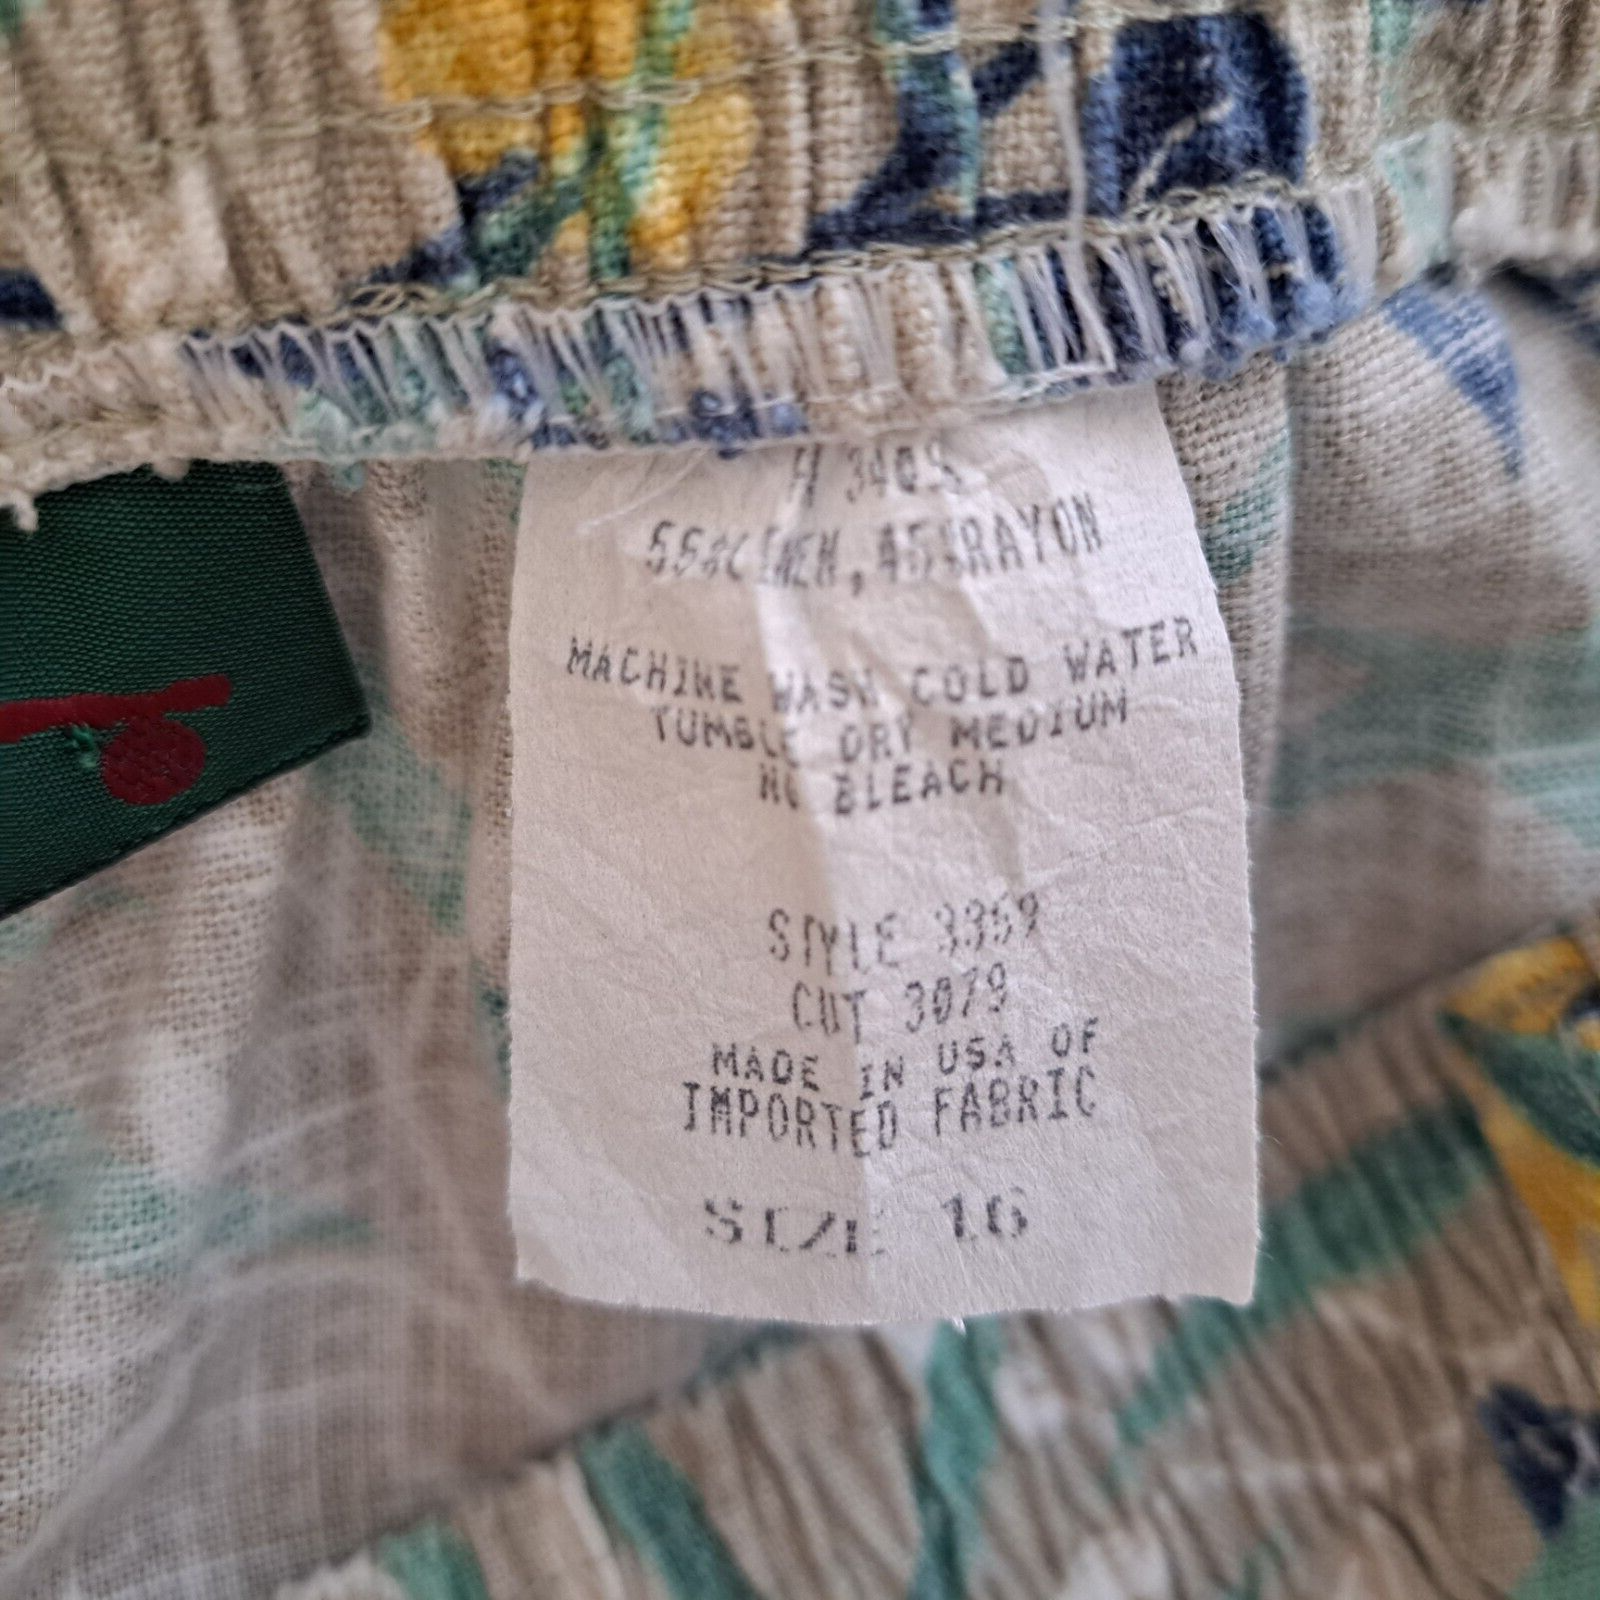 55%LINEN,45%RAYON
MACHINE WASH COLD WATER
TUMBLE DRY MEDIUM
NO BLEACH
STYLE 3359
CUT 3079
MADE IN USA OF
IMPORTED FABRIC
SIZE 16